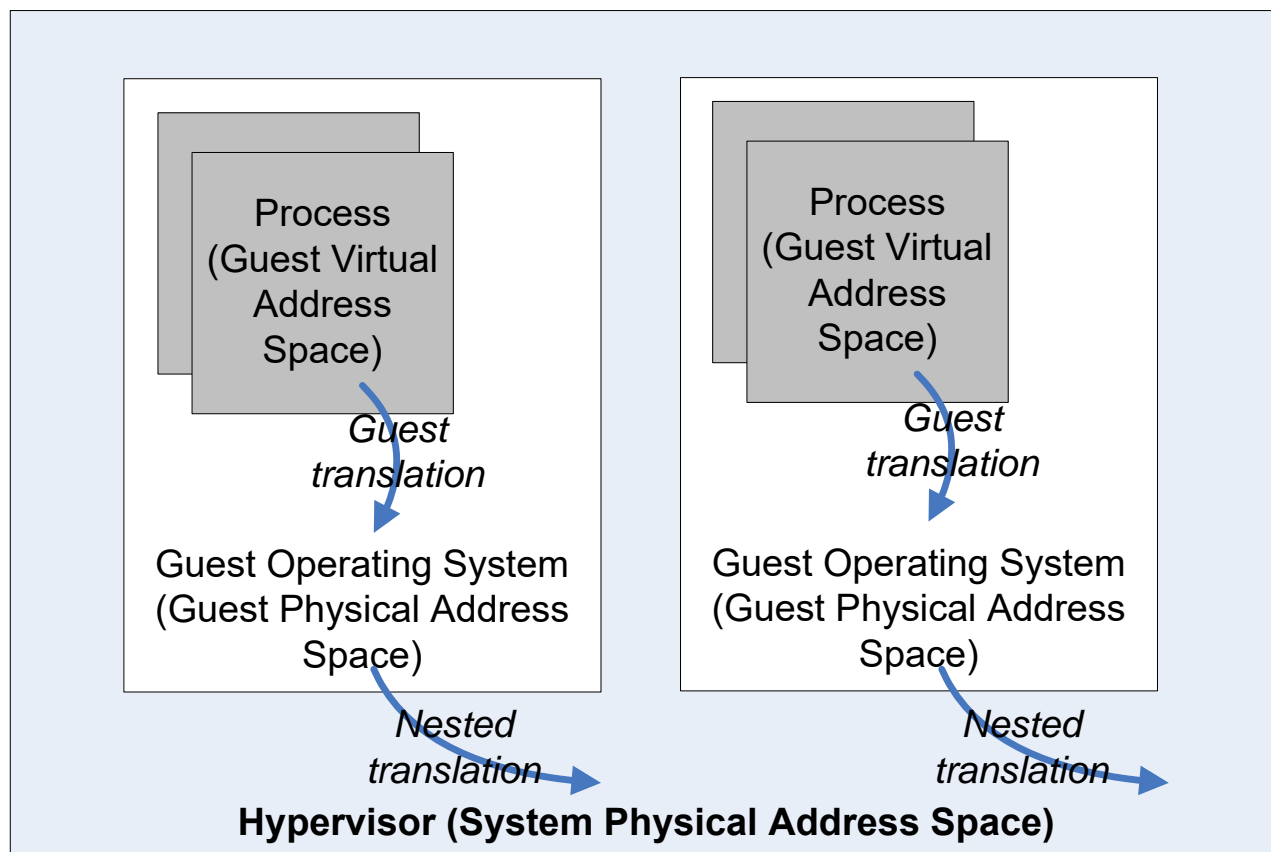 Process
(Guest Virtual
Address
Space)
Guest
translation
Guest Operating System
(Guest Physical Address
Space)
Nested
translation
Process
(Guest Virtual
Address
Space)
Guest
translation
Guest Operating System
(Guest Physical Address
Space)
Nested
translation
Hypervisor (System Physical Address Space)